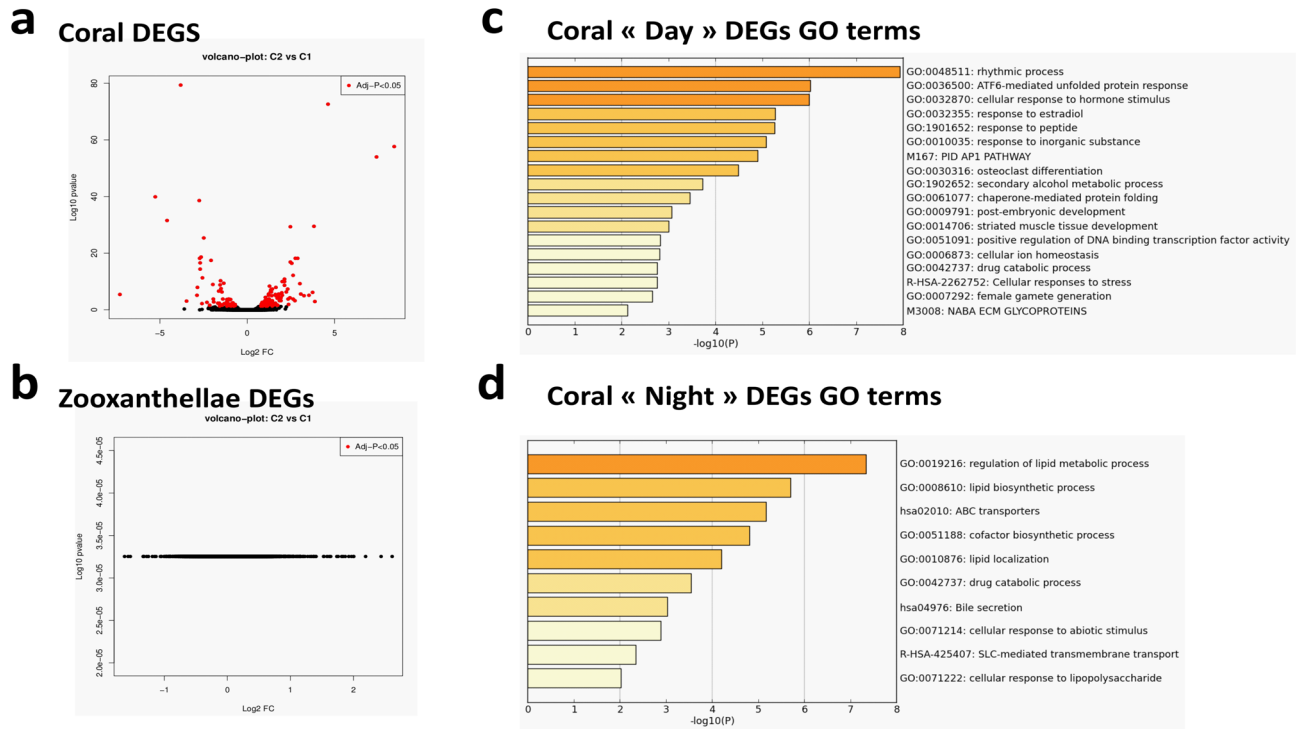 a
Coral DEGS
volcano-plot: C2 vs C1
Adj-P<0.05
80
60
40
20
0
Log10 pvalue
-5
0
5
Log2 FC
b
Zooxanthellae DEGs
volcano-plot: C2 vs C1
Adj-P<0.05
4.5e-05
4.0e-05
3.5e-05
3.0e-05
2.5e-05
2.0e-05
Log10 pvalue
-1
0
1
2
Log2 FC
c
Coral « Day » DEGs GO terms
GO:0048511: rhythmic process
GO:0036500: ATF6-mediated unfolded protein response
GO:0032870: cellular response to hormone stimulus
GO:0032355: response to estradiol
GO:1901652: response to peptide
GO:0010035: response to inorganic substance
M167: PID AP1 PATHWAY
GO:0030316: osteoclast differentiation
GO:1902652: secondary alcohol metabolic process
GO:0061077: chaperone-mediated protein folding
GO:0009791: post-embryonic development
GO:0014706: striated muscle tissue development
GO:0051091: positive regulation of DNA binding transcription factor activity
GO:0006873: cellular ion homeostasis
GO:0042737: drug catabolic process
R-HSA-2262752: Cellular responses to stress
GO:0007292: female gamete generation
M3008: NABA ECM GLYCOPROTEINS
0 1 2 3 4 5 6 7 8
-log10(P)
d
Coral « Night » DEGs GO terms
GO:0019216: regulation of lipid metabolic process
GO:0008610: lipid biosynthetic process
hsa02010: ABC transporters
GO:0051188: cofactor biosynthetic process
GO:0010876: lipid localization
GO:0042737: drug catabolic process
hsa04976: Bile secretion
GO:0071214: cellular response to abiotic stimulus
R-HSA-425407: SLC-mediated transmembrane transport
GO:0071222: cellular response to lipopolysaccharide
0 1 2 3 4 5 6 7 8
-log10(P)